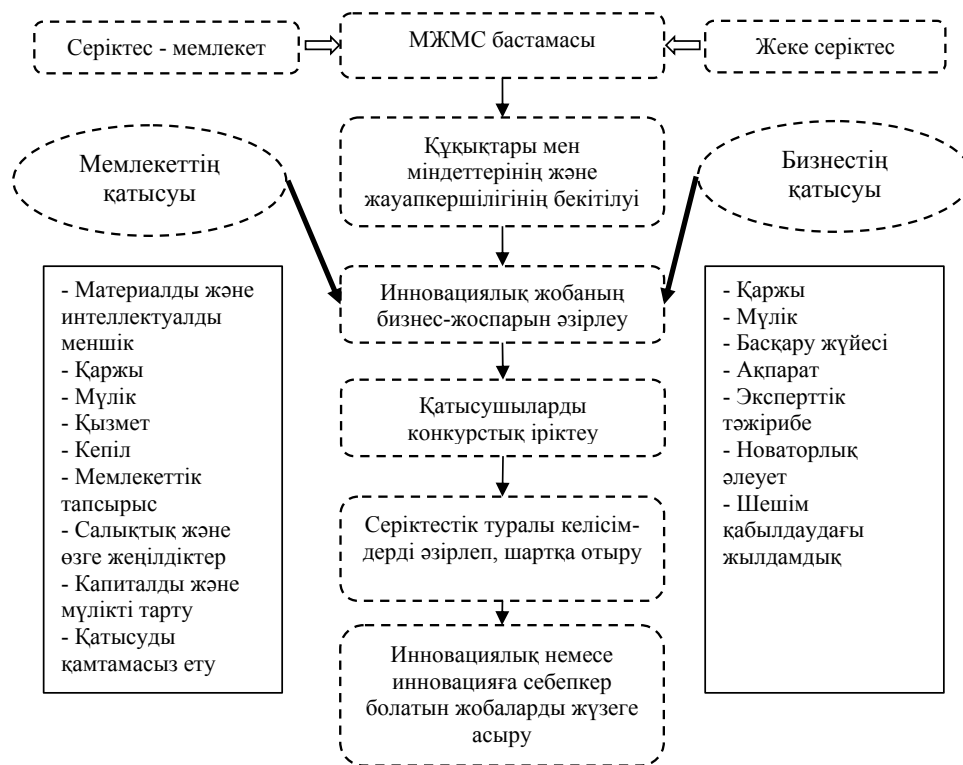 Серіктес - мемлекет
МЖМС бастамасы
Жеке серіктес
Құқықтары мен
міндеттерінің және
жауапкершілігінің бекітілуі
Мемлекеттің
қатысуы
Бизнестің
қатысуы
Инновациялық жобаның
бизнес-жоспарын әзірлеу
Қатысушыларды
конкурстық іріктеу
Серіктестік туралы келісім-
дерді әзірлеп, шартқа отыру
Инновациялық немесе
инновацияға себепкер
болатын жобаларды жүзеге
асыру
- Материалды және
интеллектуалды
меншік
- Қаржы
- Мүлік
- Қызмет
- Кепіл
- Мемлекеттік
тапсырыс
- Салықтық және
өзге жеңілдіктер
- Капиталды және
мүлікті тарту
- Қатысуды
қамтамасыз ету
- Қаржы
- Мүлік
- Басқару жүйесі
- Ақпарат
- Эксперттік
тәжірибе
- Новаторлық
әлеует
- Шешім
қабылдаудағы
жылдамдық